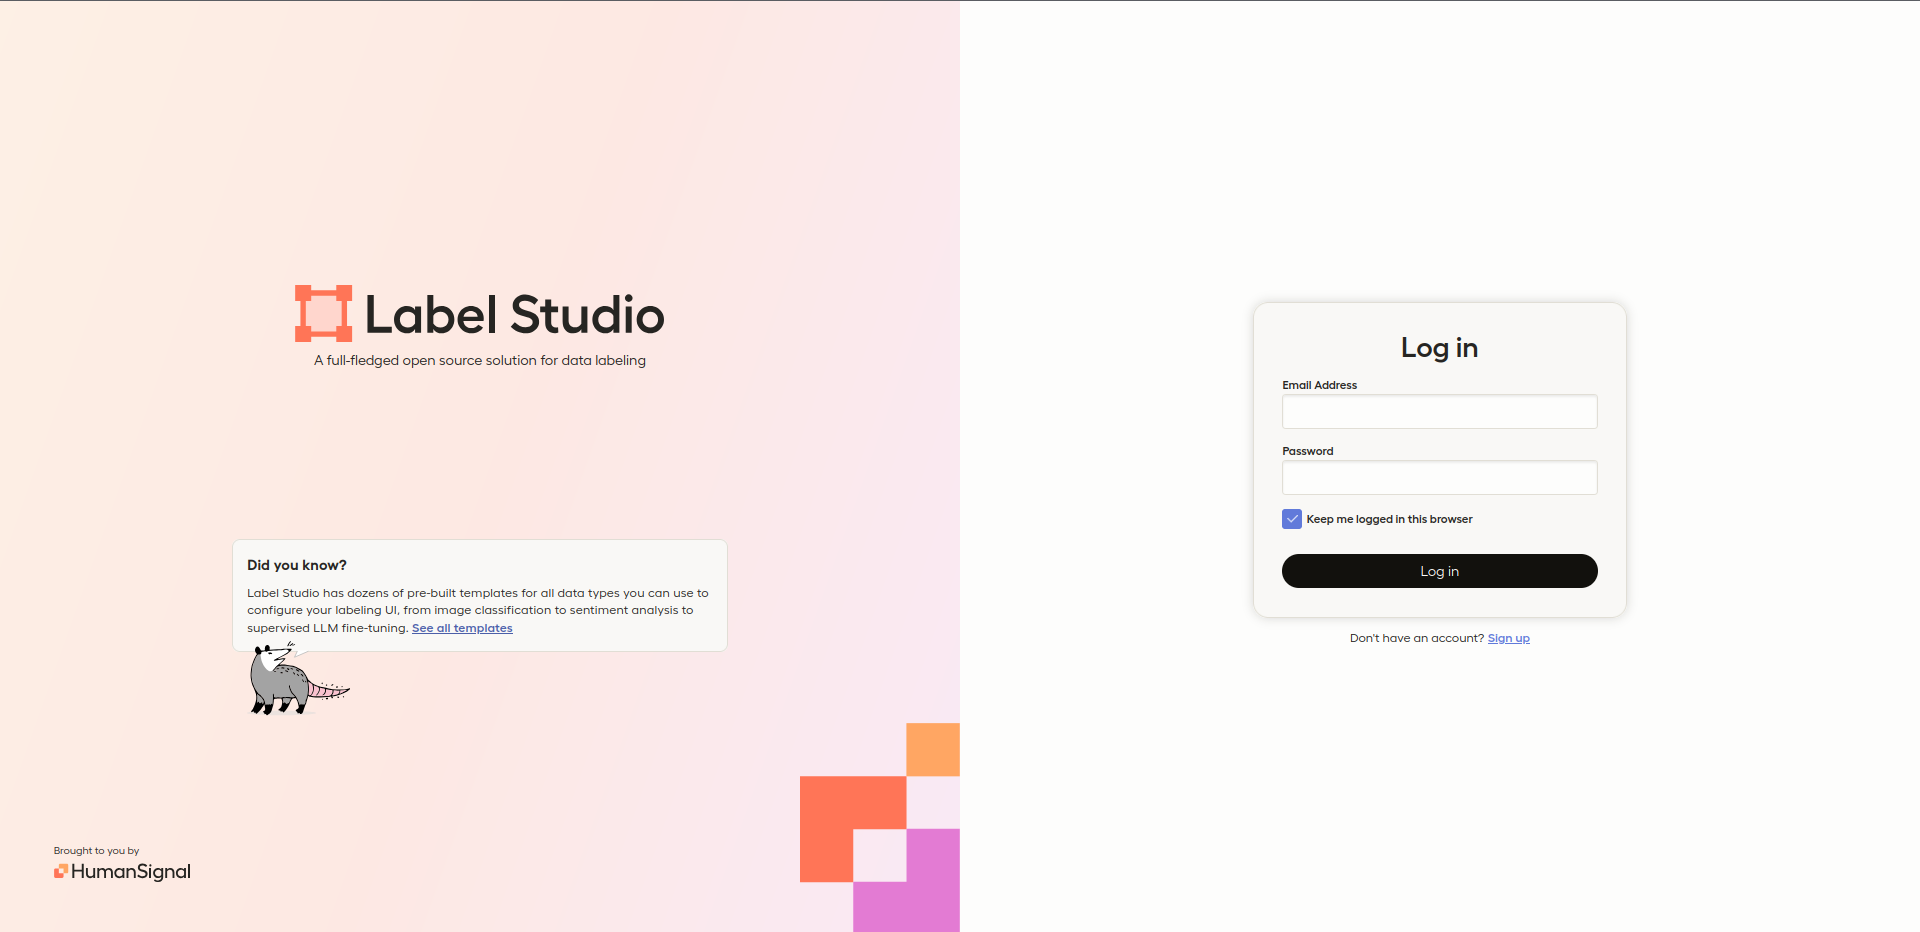 Label Studio
A full-fledged open source solution for data labeling
Did you know?
Label Studio has dozens of pre-built templates for all data types you can use to
configure your labeling UI, from image classification to sentiment analysis to
supervised LLM fine-tuning. See all templates
Brought to you by
HumanSignal
Log in
Email Address
Password
Keep me logged in this browser
Log in
Don't have an account? Sign up